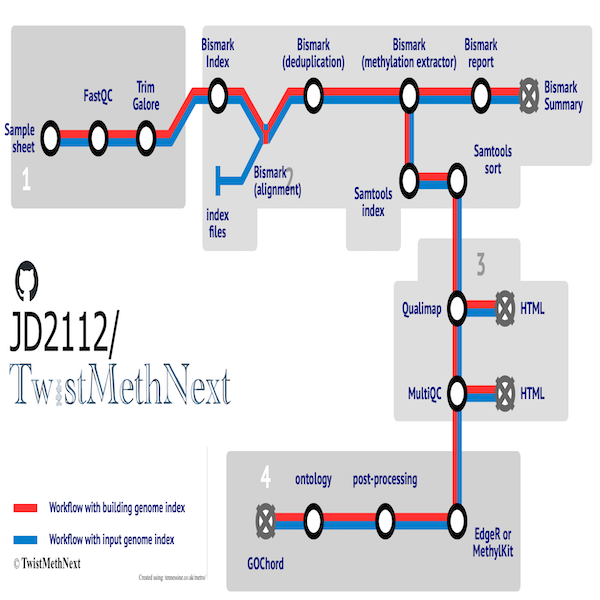 Sample
sheet
FastQC
Trim
Galore
1
Bismark
Index
Bismark
(deduplication)
Bismark
(methylation extractor)
Bismark
report
Bismark
Summary
Bismark
(alignment)
2
index
files
Samtools
index
Samtools
sort
3
Qualimap
HTML
MultiQC
HTML
JD2112/
TwistMethNext
4
ontology
post-processing
GOChord
EdgeR or
MethylKit
Workflow with building genome index
Workflow with input genome index
© TwistMethNext
Created using: tennessine.co.uk/metro